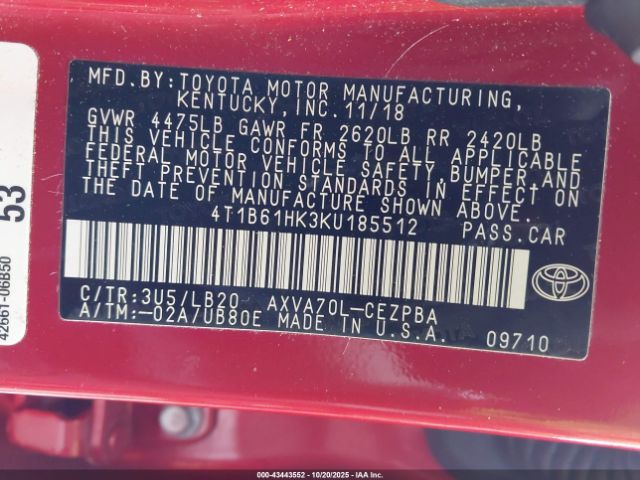 MFD.BY:TOYOTA MOTOR MANUFACTURING,
KENTUCKY,INC.11/18
GVWR 4475LB GAWR FR 2620LB RR 2420LB
THIS VEHICLE CONFORMS TO ALL APPLICABLE
FEDERAL MOTOR VEHICLE SAFETY,BUMPER AND
THEFT PREVENTION STANDARDS IN EFFECT ON
THE DATE OF MANUFACTURE SHOWN ABOVE.
4T1B61HK3KU185512 PASS.CAR
C/TR:3U5/LB20 AXVA70L-CEZPBA
A/TM:-02A/UB80E MADE IN U.S.A. 09710
53
42661-06B50
000-43443552 - 10/20/2025 - IAA Inc.